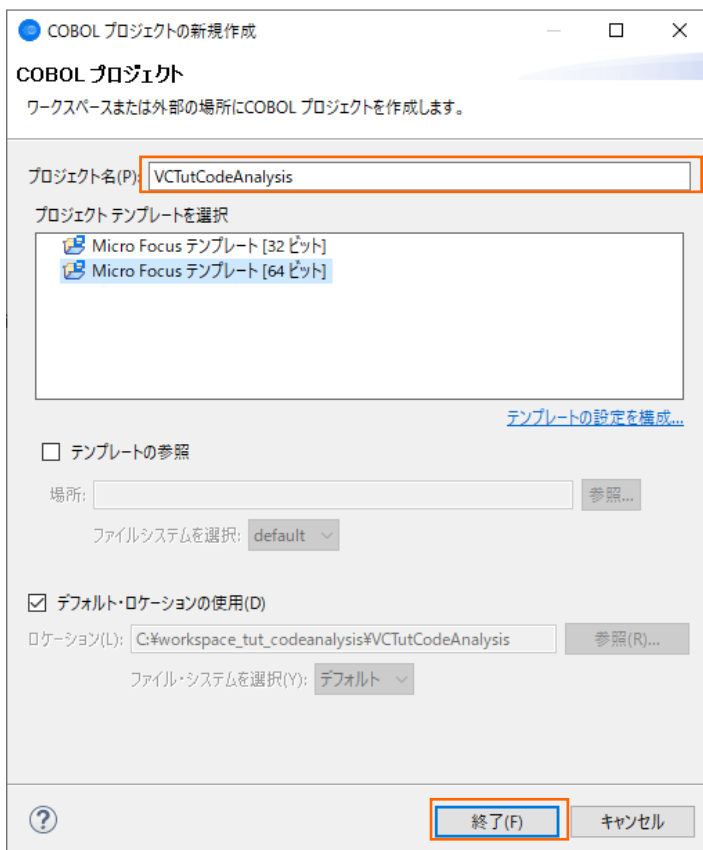 COBOL プロジェクトの新規作成
COBOL プロジェクト
ワークスペースまたは外部の場所にCOBOL プロジェクトを作成します。
プロジェクト名(P): VCTutCodeAnalysis
プロジェクト テンプレートを選択
Micro Focus テンプレート [32 ビット]
Micro Focus テンプレート [64 ビット]
テンプレートの設定を構成...
テンプレートの参照
場所: 参照...
ファイルシステムを選択: default
デフォルト・ロケーションの使用(D)
ロケーション(L): C:¥workspace_tut_codeanalysis¥VCTutCodeAnalysis 参照(R)...
ファイル・システムを選択(Y): デフォルト
? 終了(F) キャンセル